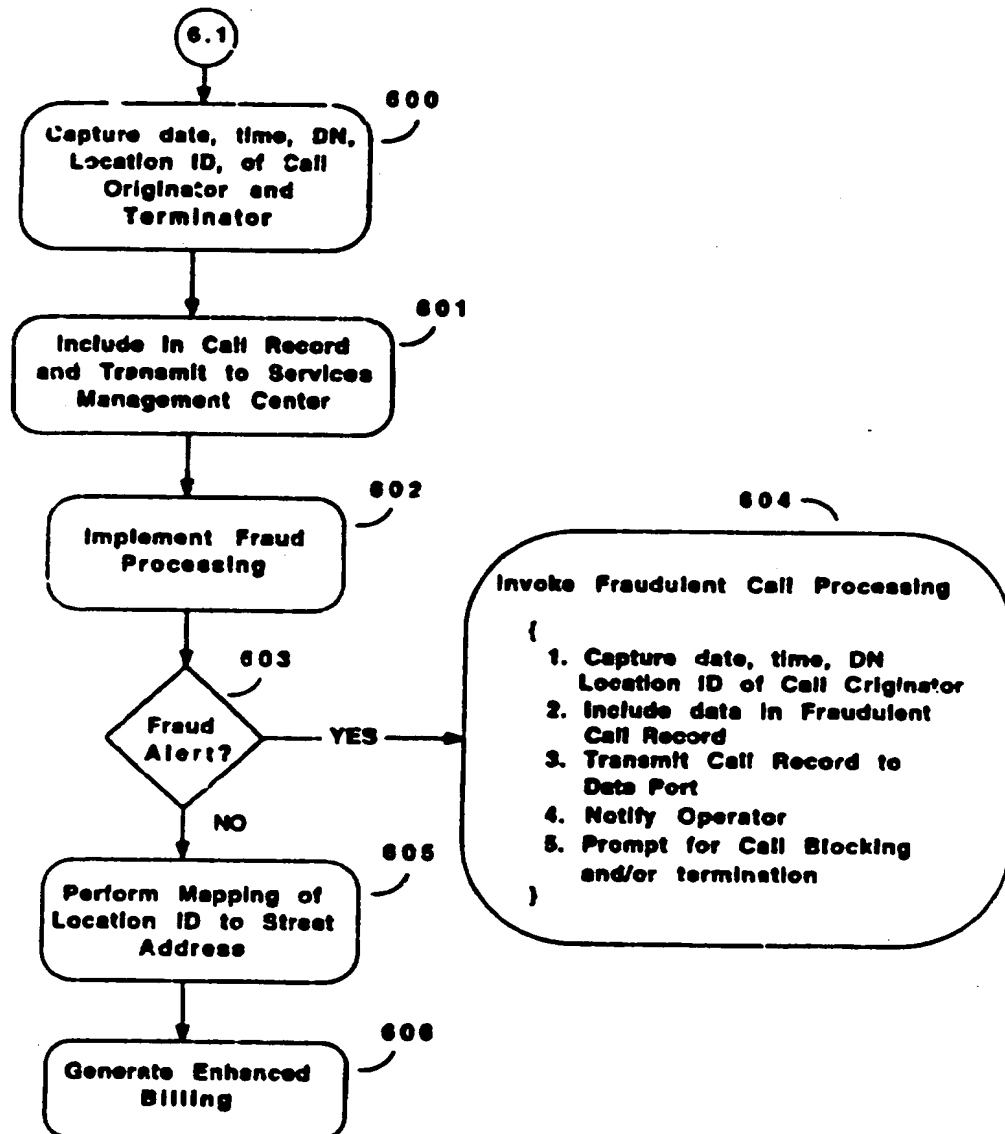 6.1
600
Capture date, time, DN,
Location ID, of Call
Originator and
Terminator
601
Include in Call Record
and Transmit to Services
Management Center
602
Implement Fraud
Processing
603
Fraud
Alert?
YES
NO
604
Invoke Fraudulent Call Processing
{
1. Capture date, time, DN
Location ID of Call Criginator
2. Include data in Fraudulent
Call Record
3. Transmit Call Record to
Data Port
4. Notify Operator
5. Prompt for Call Blocking
and/or termination
}
605
Perform Mapping of
Location ID to Street
Address
606
Generate Enhanced
Billing